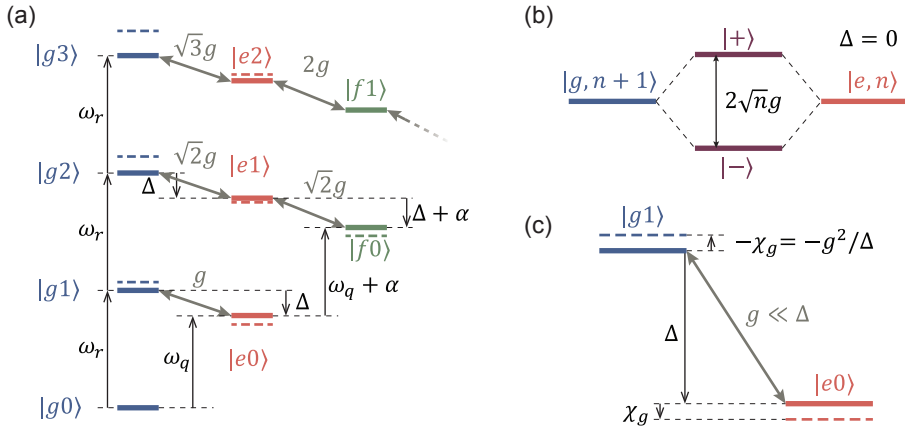 (a)
|g3⟩
√3g
|e2⟩
2g
|f1⟩
ω_r
|g2⟩
√2g
|e1⟩
√2g
Δ
Δ + α
|f0⟩
ω_r
|g1⟩
g
Δ
ω_q + α
|e0⟩
ω_r
ω_q
|g0⟩
(b)
|+⟩
Δ = 0
|g, n + 1⟩
|e, n⟩
2√ng
|−⟩
(c)
|g1⟩
−χ_g = −g²/Δ
Δ
g ≪ Δ
|e0⟩
χ_g